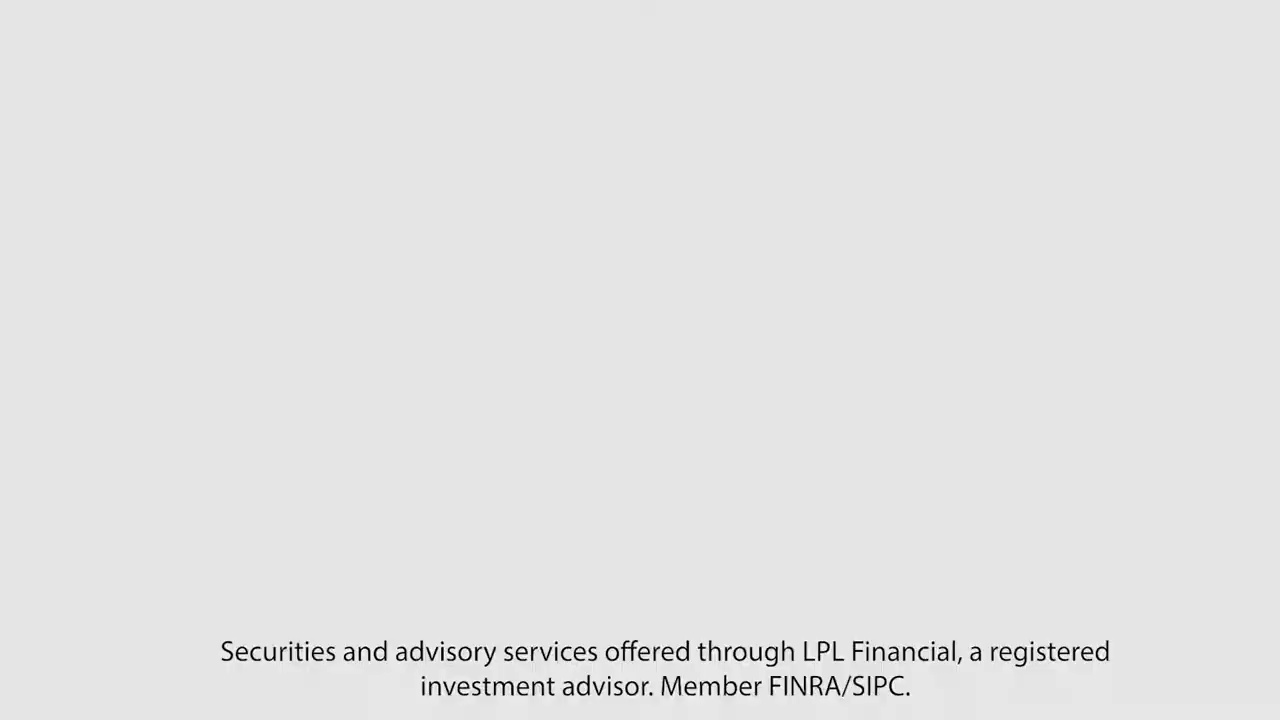 Securities and advisory services offered through LPL Financial, a registered
investment advisor. Member FINRA/SIPC.